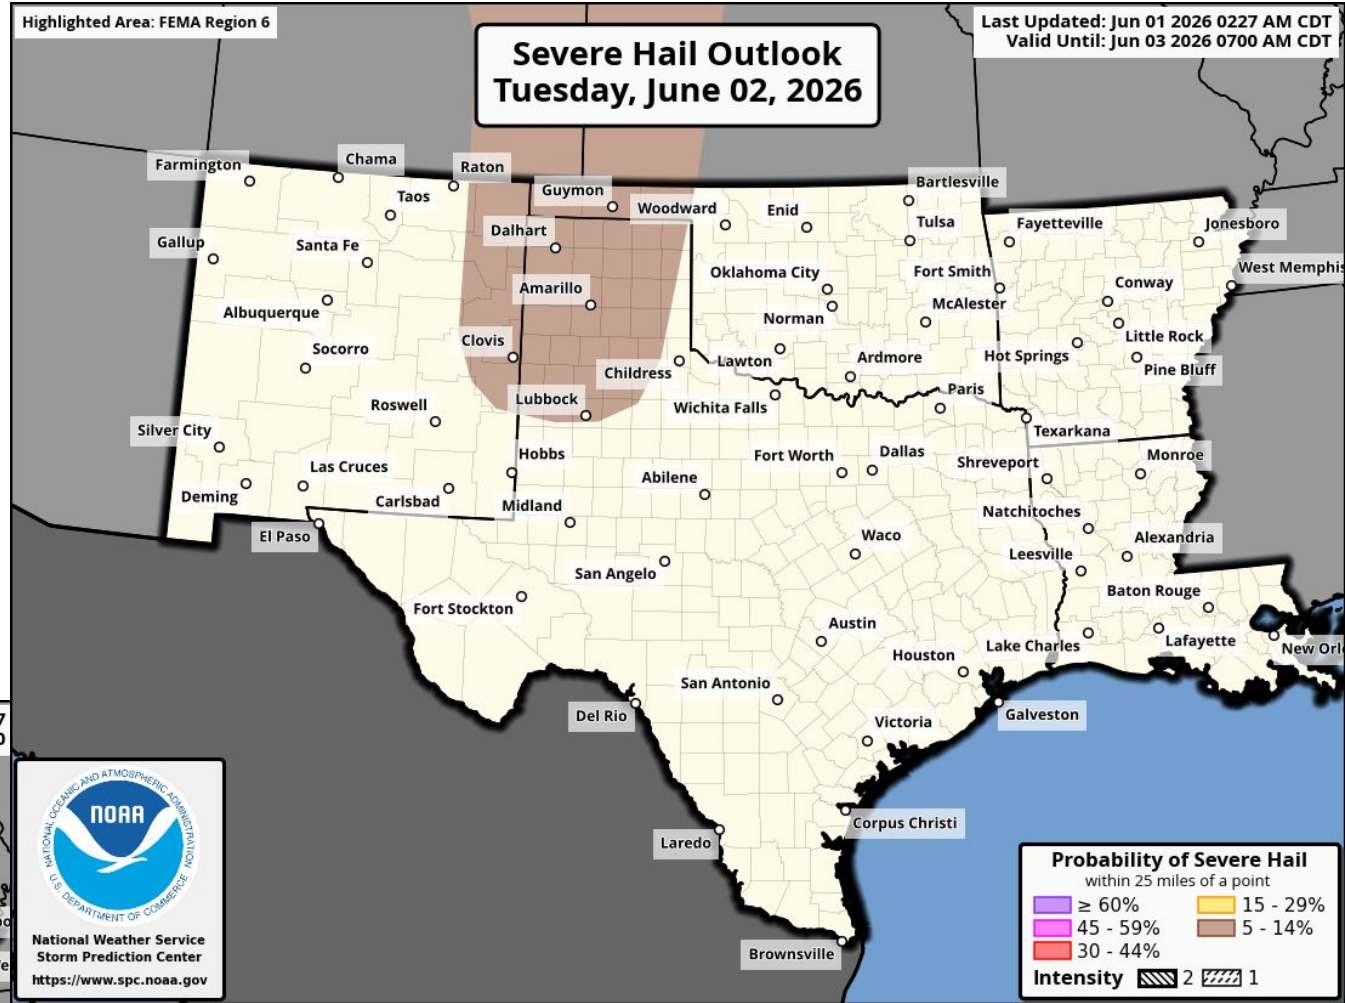 Highlighted Area: FEMA Region 6
Severe Hail Outlook
Tuesday, June 02, 2026
Last Updated: Jun 01 2026 0227 AM CDT
Valid Until: Jun 03 2026 0700 AM CDT
Farmington
Chama
Raton
Taos
Guymon
Woodward
Enid
Bartlesville
Tulsa
Fayetteville
Jonesboro
Gallup
Santa Fe
Dalhart
Oklahoma City
Fort Smith
West Memphis
Amarillo
Conway
Albuquerque
Norman
McAlester
Socorro
Clovis
Childress
Lawton
Ardmore
Hot Springs
Little Rock
Pine Bluff
Roswell
Lubbock
Wichita Falls
Paris
Texarkana
Silver City
Las Cruces
Hobbs
Abilene
Fort Worth
Dallas
Shreveport
Monroe
Deming
Carlsbad
Midland
Natchitoches
El Paso
Waco
Alexandria
San Angelo
Leesville
Fort Stockton
Baton Rouge
Austin
Houston
Lake Charles
Lafayette
New Orl
San Antonio
Del Rio
Victoria
Galveston
7
0
Laredo
Corpus Christi
Brownsville
NATIONAL OCEANIC AND ATMOSPHERIC ADMINISTRATION
NOAA
U.S. DEPARTMENT OF COMMERCE
National Weather Service
Storm Prediction Center
https://www.spc.noaa.gov
Probability of Severe Hail
within 25 miles of a point
≥ 60% 15 - 29%
45 - 59% 5 - 14%
30 - 44%
Intensity 2 1